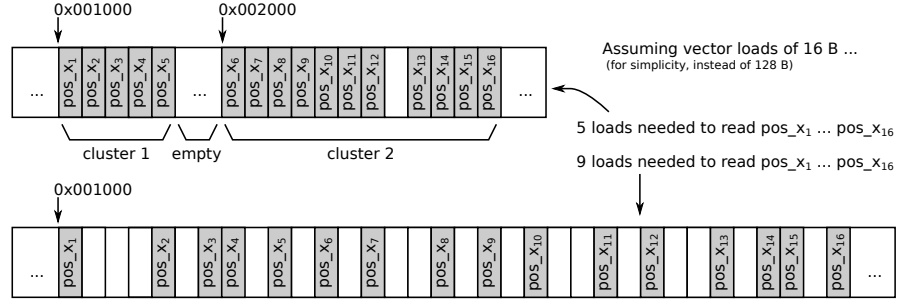 0x001000 0x002000
... pos_x₁ pos_x₂ pos_x₃ pos_x₄ pos_x₅ ... pos_x₆ pos_x₇ pos_x₈ pos_x₉ pos_x₁₀ pos_x₁₁ pos_x₁₂ pos_x₁₃ pos_x₁₄ pos_x₁₅ pos_x₁₆ ...
cluster 1 empty cluster 2
Assuming vector loads of 16 B ...
(for simplicity, instead of 128 B)
5 loads needed to read pos_x₁ ... pos_x₁₆
9 loads needed to read pos_x₁ ... pos_x₁₆
0x001000
... pos_x₁ pos_x₂ pos_x₃ pos_x₄ pos_x₅ pos_x₆ pos_x₇ pos_x₈ pos_x₉ pos_x₁₀ pos_x₁₁ pos_x₁₂ pos_x₁₃ pos_x₁₄ pos_x₁₅ pos_x₁₆ ...